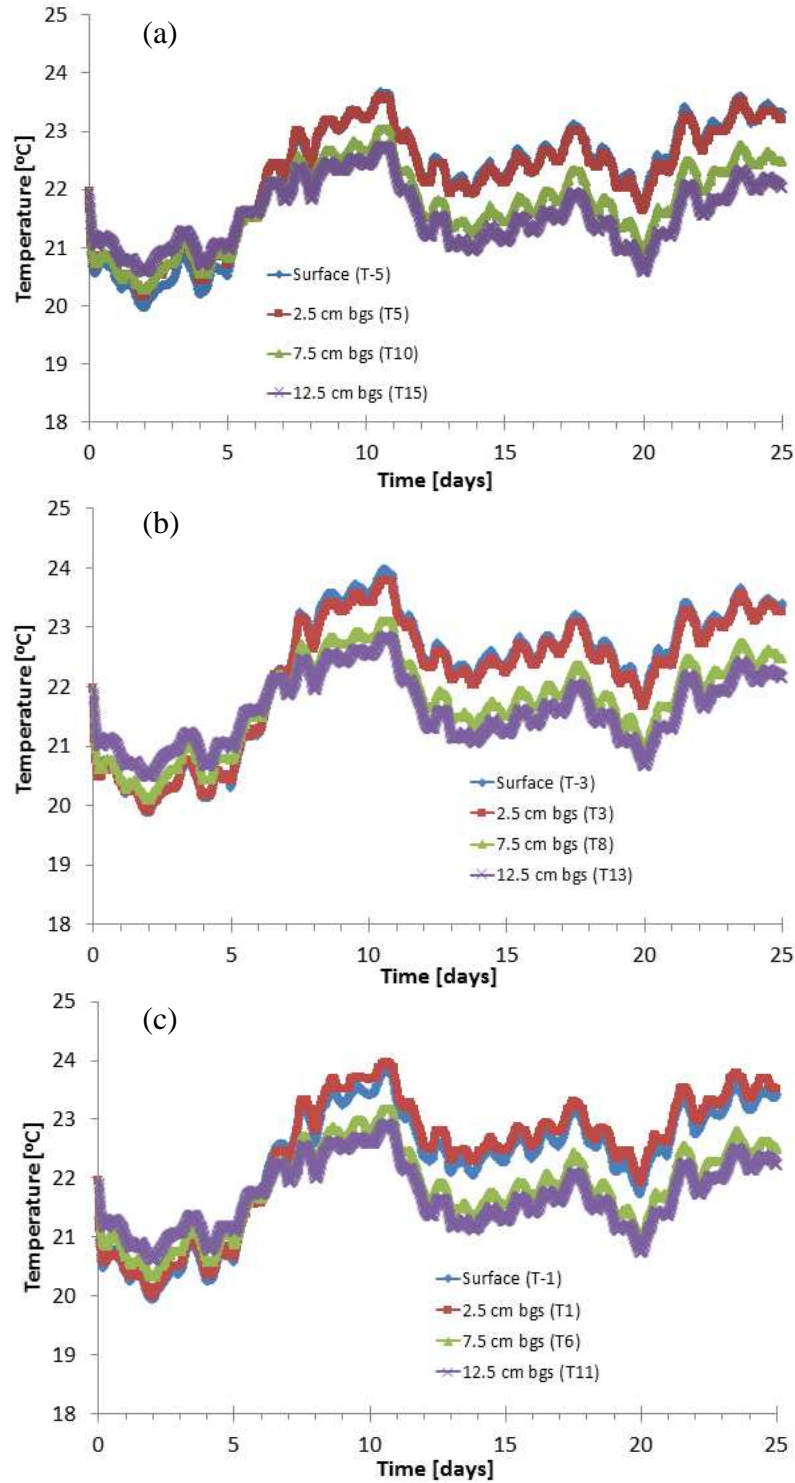 (a)
25
24
23
22
21
20
19
18
Temperature [ºC]
Surface (T-5)
2.5 cm bgs (T5)
7.5 cm bgs (T10)
12.5 cm bgs (T15)
0 5 10 15 20 25
Time [days]
(b)
25
24
23
22
21
20
19
18
Temperature [ºC]
Surface (T-3)
2.5 cm bgs (T3)
7.5 cm bgs (T8)
12.5 cm bgs (T13)
0 5 10 15 20 25
Time [days]
(c)
25
24
23
22
21
20
19
18
Temperature [ºC]
Surface (T-1)
2.5 cm bgs (T1)
7.5 cm bgs (T6)
12.5 cm bgs (T11)
0 5 10 15 20 25
Time [days]